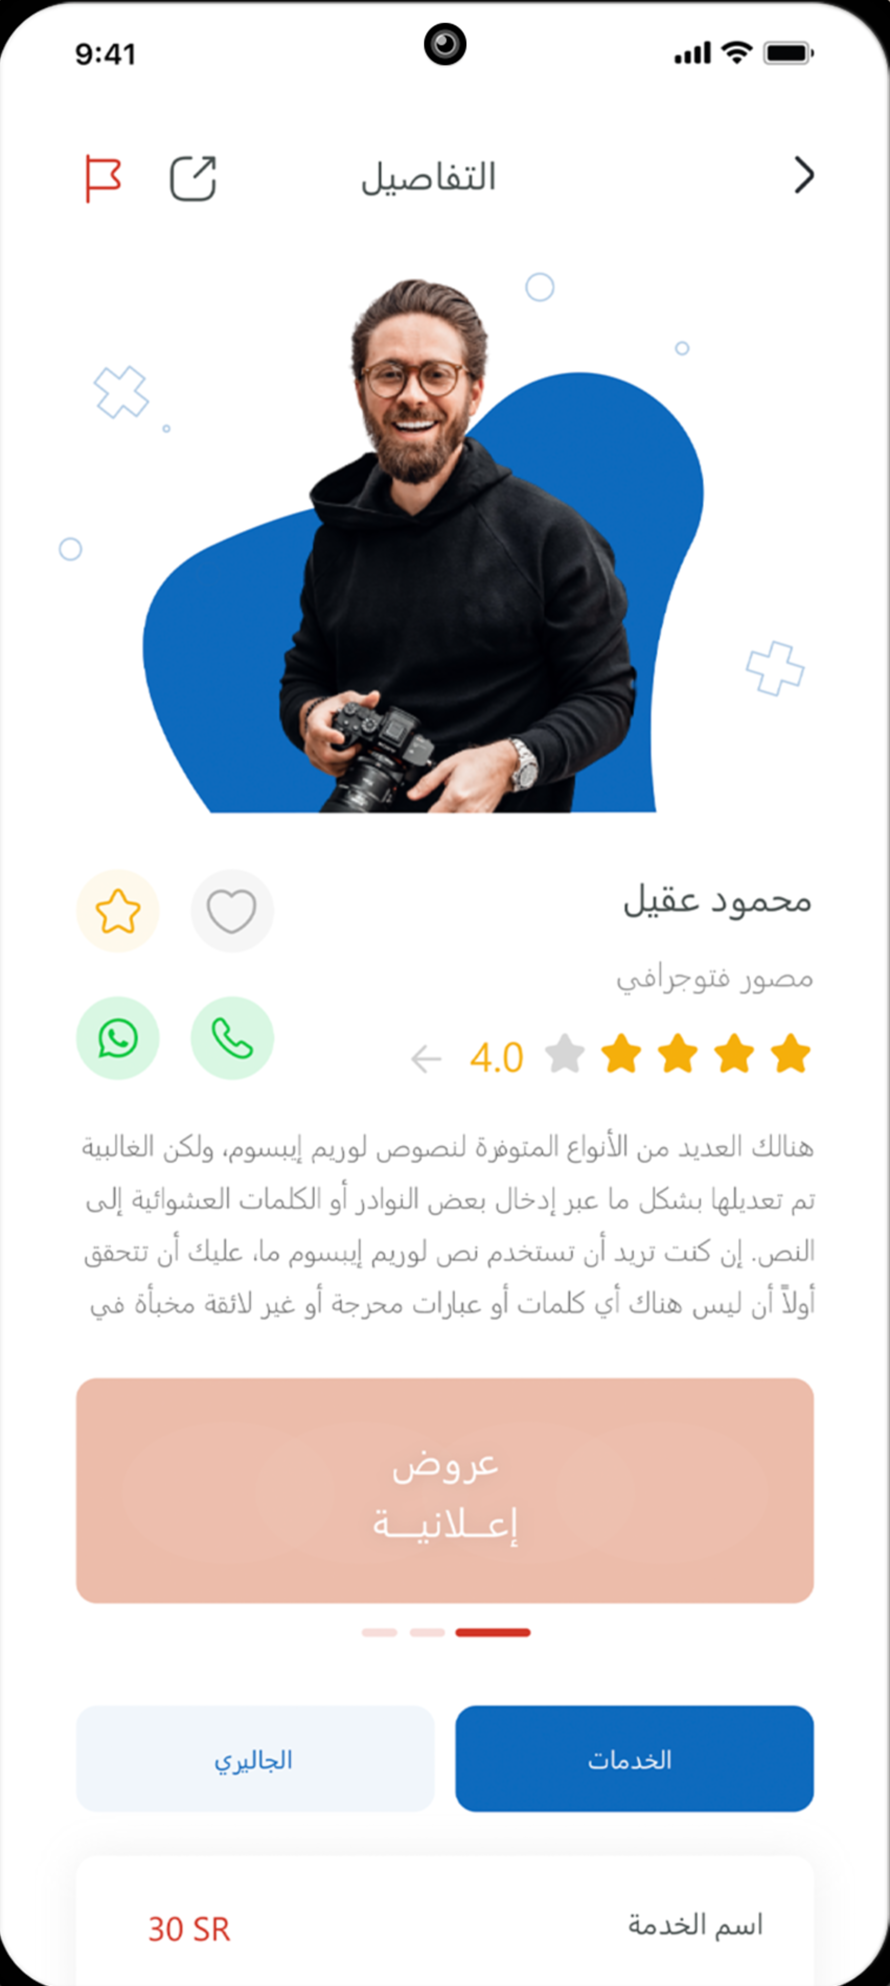 9:41
التفاصيل
محمود عقيل
مصور فتوجرافي
4.0
هنالك العديد من الأنواع المتوفرة لنصوص لوريم إيبسوم، ولكن الغالبية
تم تعديلها بشكل ما عبر إدخال بعض النوادر أو الكلمات العشوائية إلى
النص. إن كنت تريد أن تستخدم نص لوريم إيبسوم ما، عليك أن تتحقق
أولاً أن ليس هناك أي كلمات أو عبارات محرجة أو غير لائقة مخبأة في
عروض
إعــلانيــة
الخدمات
الجاليري
اسم الخدمة
30 SR